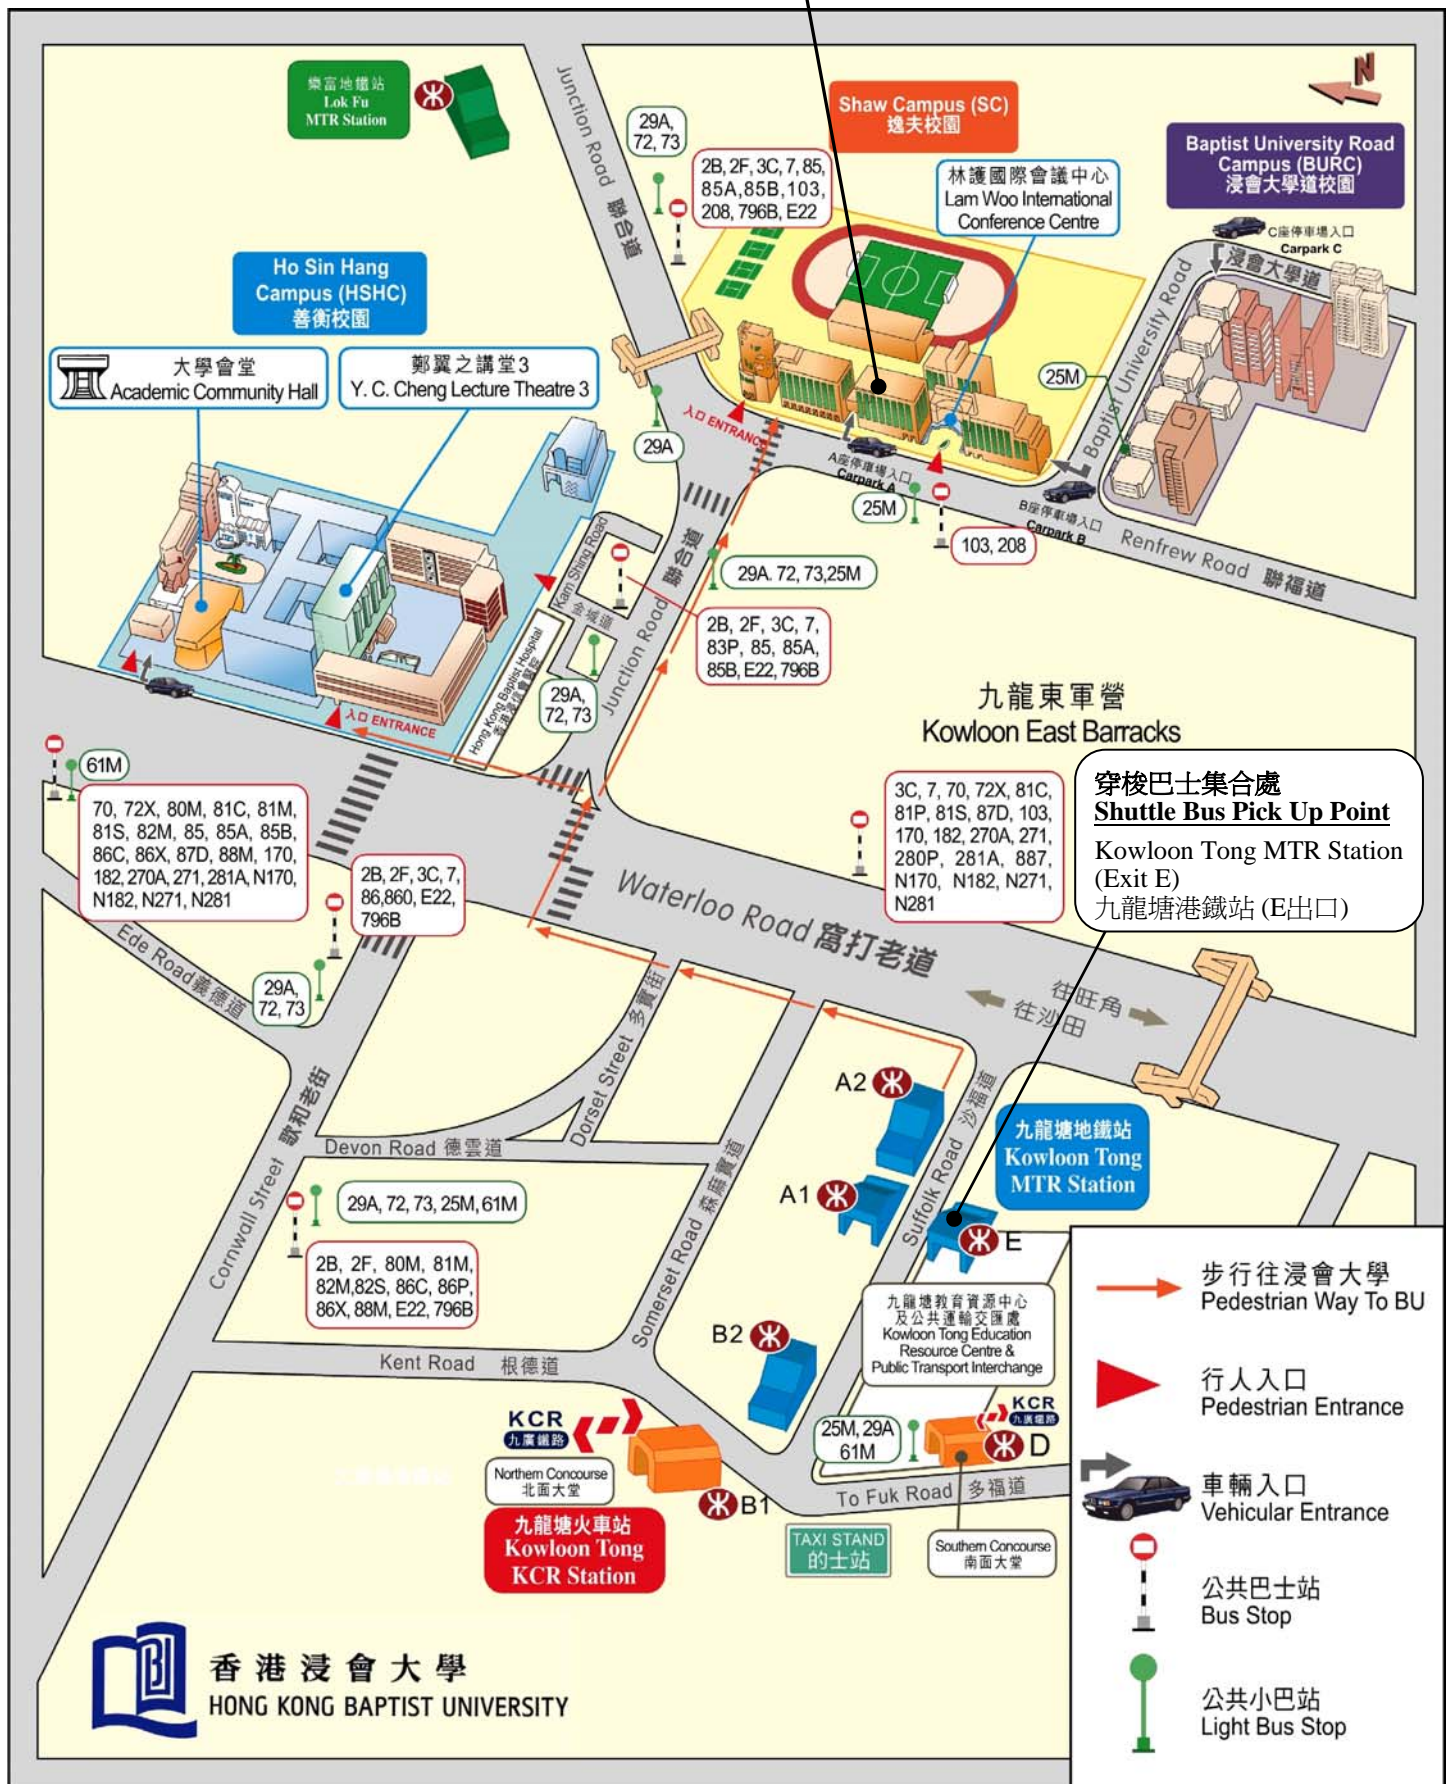 樂富地鐵站
Lok Fu
MTR Station
Junction Road 聯合道
29A,
72, 73
2B, 2F, 3C, 7, 85,
85A,85B, 103,
208, 796B, E22
Shaw Campus (SC)
逸夫校園
林護國際會議中心
Lam Woo International
Conference Centre
N
Baptist University Road
Campus (BURC)
浸會大學道校園
C座停車場入口
Carpark C
浸會大學道
Baptist University Road
25M
Ho Sin Hang
Campus (HSHC)
善衡校園
大學會堂
Academic Community Hall
鄭翼之講堂3
Y. C. Cheng Lecture Theatre 3
29A
入口 ENTRANCE
A座停車場入口
Carpark A
25M
103, 208
B座停車場入口
Carpark B
Renfrew Road 聯福道
Kam Shing Road
金城道
Junction Road 聯合道
29A. 72, 73,25M
2B, 2F, 3C, 7,
83P, 85, 85A,
85B, E22, 796B
Hong Kong Baptist Hospital
香港浸信會醫院
29A,
72, 73
入口 ENTRANCE
九龍東軍營
Kowloon East Barracks
61M
70, 72X, 80M, 81C, 81M,
81S, 82M, 85, 85A, 85B,
86C, 86X, 87D, 88M, 170,
182, 270A, 271, 281A, N170,
N182, N271, N281
2B, 2F, 3C, 7,
86,860, E22,
796B
3C, 7, 70, 72X, 81C,
81P, 81S, 87D, 103,
170, 182, 270A, 271,
280P, 281A, 887,
N170, N182, N271,
N281
穿梭巴士集合處
Shuttle Bus Pick Up Point
Kowloon Tong MTR Station
(Exit E)
九龍塘港鐵站 (E出口)
Waterloo Road 窩打老道
往旺角
往沙田
Ede Road 義德道
29A,
72, 73
Cornwall Street 歌和老街
Dorset Street 多實街
Devon Road 德雲道
Somerset Road 森麻實道
Suffolk Road 沙福道
A2
A1
九龍塘地鐵站
Kowloon Tong
MTR Station
E
29A, 72, 73, 25M, 61M
2B, 2F, 80M, 81M,
82M,82S, 86C, 86P,
86X, 88M, E22, 796B
B2
九龍塘教育資源中心
及公共運輸交匯處
Kowloon Tong Education
Resource Centre &
Public Transport Interchange
Kent Road 根德道
KCR
九廣鐵路
Northern Concourse
北面大堂
九龍塘火車站
Kowloon Tong
KCR Station
B1
25M, 29A
61M
KCR
九廣鐵路
D
To Fuk Road 多福道
TAXI STAND
的士站
Southern Concourse
南面大堂
步行往浸會大學
Pedestrian Way To BU
行人入口
Pedestrian Entrance
車輛入口
Vehicular Entrance
公共巴士站
Bus Stop
公共小巴站
Light Bus Stop
香港浸會大學
HONG KONG BAPTIST UNIVERSITY